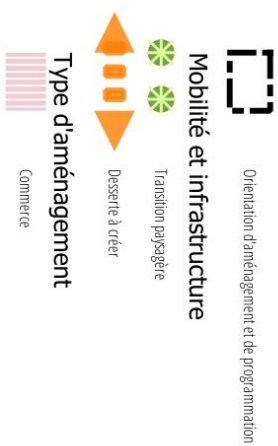 Orientation d'aménagement et de programmation
Mobilité et infrastructure
Transition paysagère
Desserte à créer
Type d'aménagement
Commerce